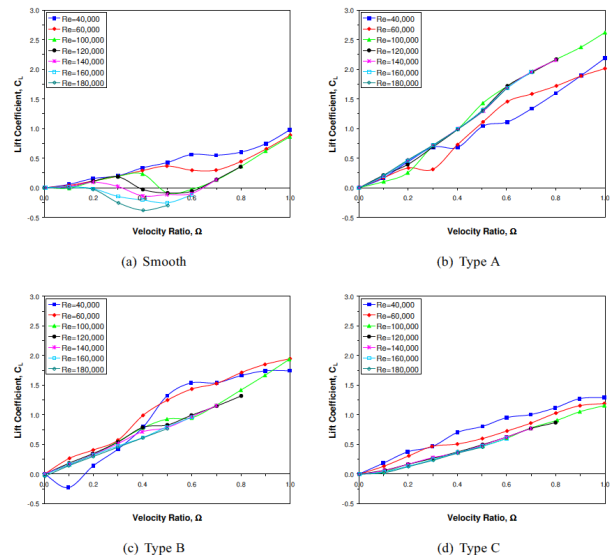 3.0
2.5
2.0
1.5
1.0
0.5
0.0
-0.5
Lift Coefficient, C_L
Re=40,000
Re=60,000
Re=100,000
Re=120,000
Re=140,000
Re=160,000
Re=180,000
0.0 0.2 0.4 0.6 0.8 1.0
Velocity Ratio, Ω
(a) Smooth
3.0
2.5
2.0
1.5
1.0
0.5
0.0
-0.5
Lift Coefficient, C_L
Re=40,000
Re=60,000
Re=100,000
Re=120,000
Re=140,000
Re=160,000
Re=180,000
0.0 0.2 0.4 0.6 0.8 1.0
Velocity Ratio, Ω
(b) Type A
3.0
2.5
2.0
1.5
1.0
0.5
0.0
-0.5
Lift Coefficient, C_L
Re=40,000
Re=60,000
Re=100,000
Re=120,000
Re=140,000
Re=160,000
Re=180,000
0.0 0.2 0.4 0.6 0.8 1.0
Velocity Ratio, Ω
(c) Type B
3.0
2.5
2.0
1.5
1.0
0.5
0.0
-0.5
Lift Coefficient, C_L
Re=40,000
Re=60,000
Re=100,000
Re=120,000
Re=140,000
Re=160,000
Re=180,000
0.0 0.2 0.4 0.6 0.8 1.0
Velocity Ratio, Ω
(d) Type C